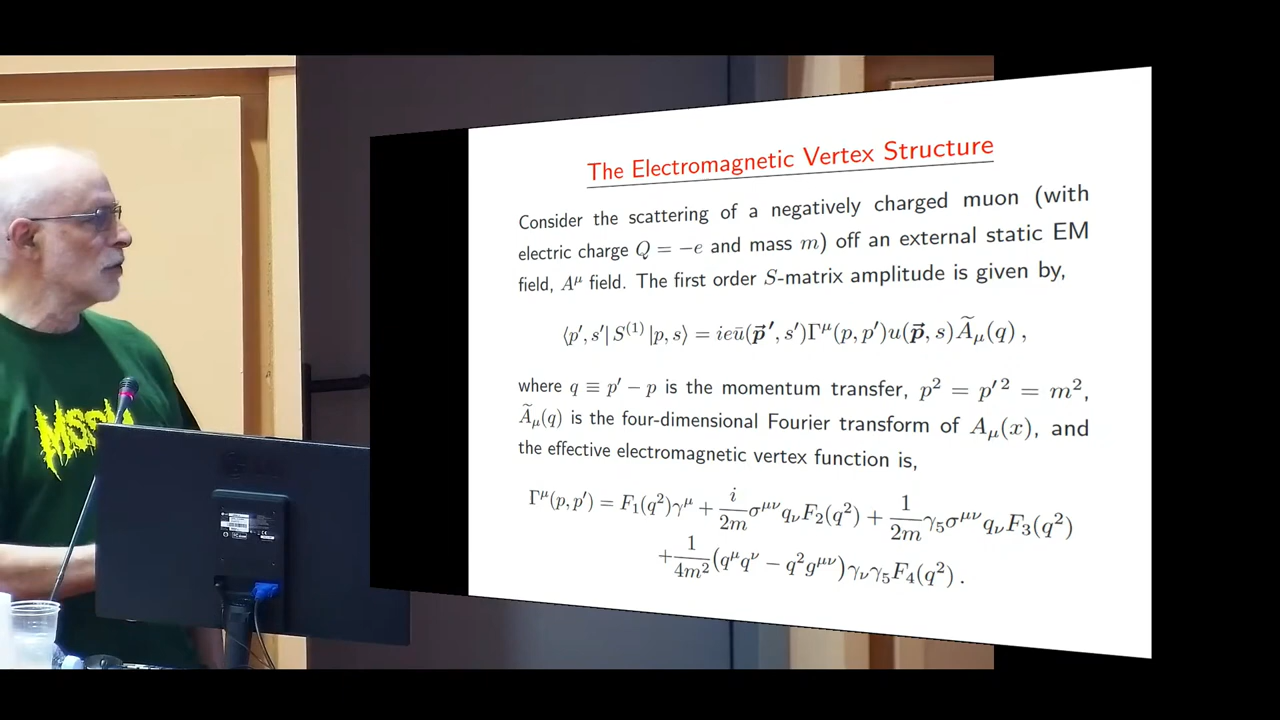 The Electromagnetic Vertex Structure
Consider the scattering of a negatively charged muon (with
electric charge Q = −e and mass m) off an external static EM
field, A^μ field. The first order S-matrix amplitude is given by,
⟨p′, s′| S^(1) |p, s⟩ = ieū(p⃗ ′, s′)Γ^μ(p, p′)u(p⃗, s)Ã_μ(q) ,
where q ≡ p′ − p is the momentum transfer, p² = p′² = m²,
Ã_μ(q) is the four-dimensional Fourier transform of A_μ(x), and
the effective electromagnetic vertex function is,
Γ^μ(p, p′) = F₁(q²)γ^μ + i/2m σ^μν q_ν F₂(q²) + 1/2m γ₅σ^μν q_ν F₃(q²)
+ 1/4m² (q^μ q^ν − q² g^μν)γ_ν γ₅F₄(q²) .